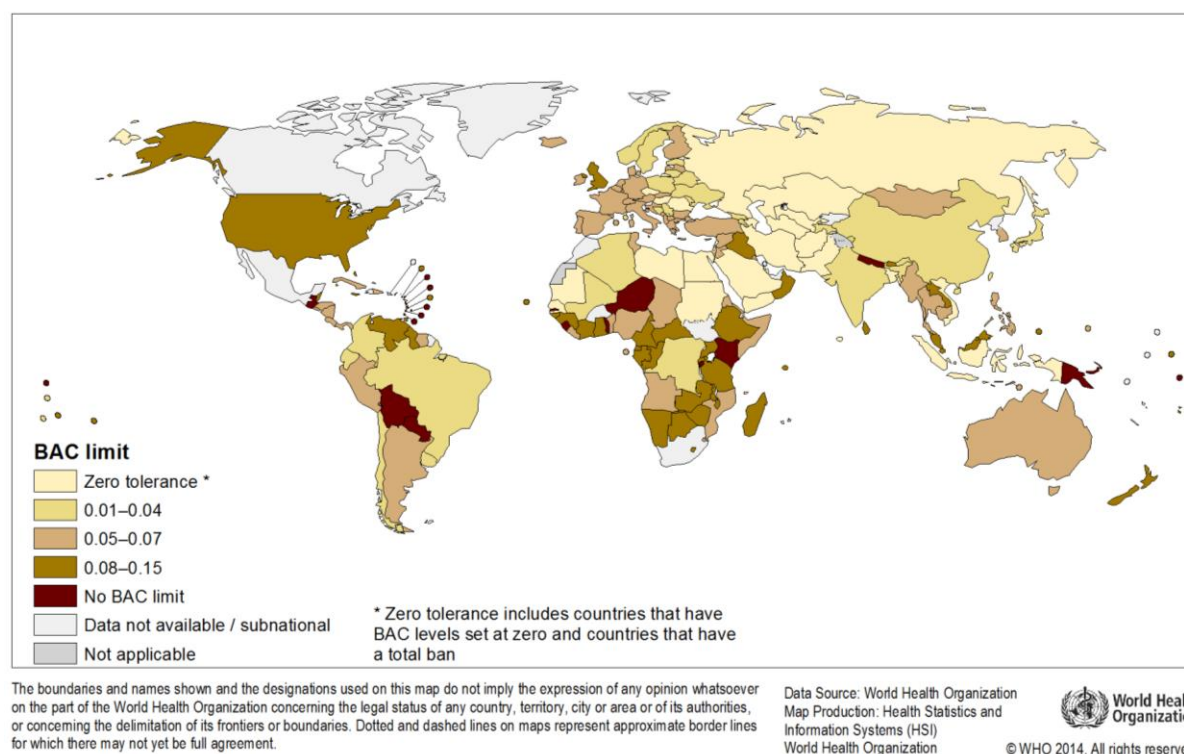 BAC limit
Zero tolerance *
0.01–0.04
0.05–0.07
0.08–0.15
No BAC limit
Data not available / subnational
Not applicable
* Zero tolerance includes countries that have
BAC levels set at zero and countries that have
a total ban
The boundaries and names shown and the designations used on this map do not imply the expression of any opinion whatsoever
on the part of the World Health Organization concerning the legal status of any country, territory, city or area or of its authorities,
or concerning the delimitation of its frontiers or boundaries. Dotted and dashed lines on maps represent approximate border lines
for which there may not yet be full agreement.
Data Source: World Health Organization
Map Production: Health Statistics and
Information Systems (HSI)
World Health Organization
World Heal
Organizatio
© WHO 2014. All rights reserve